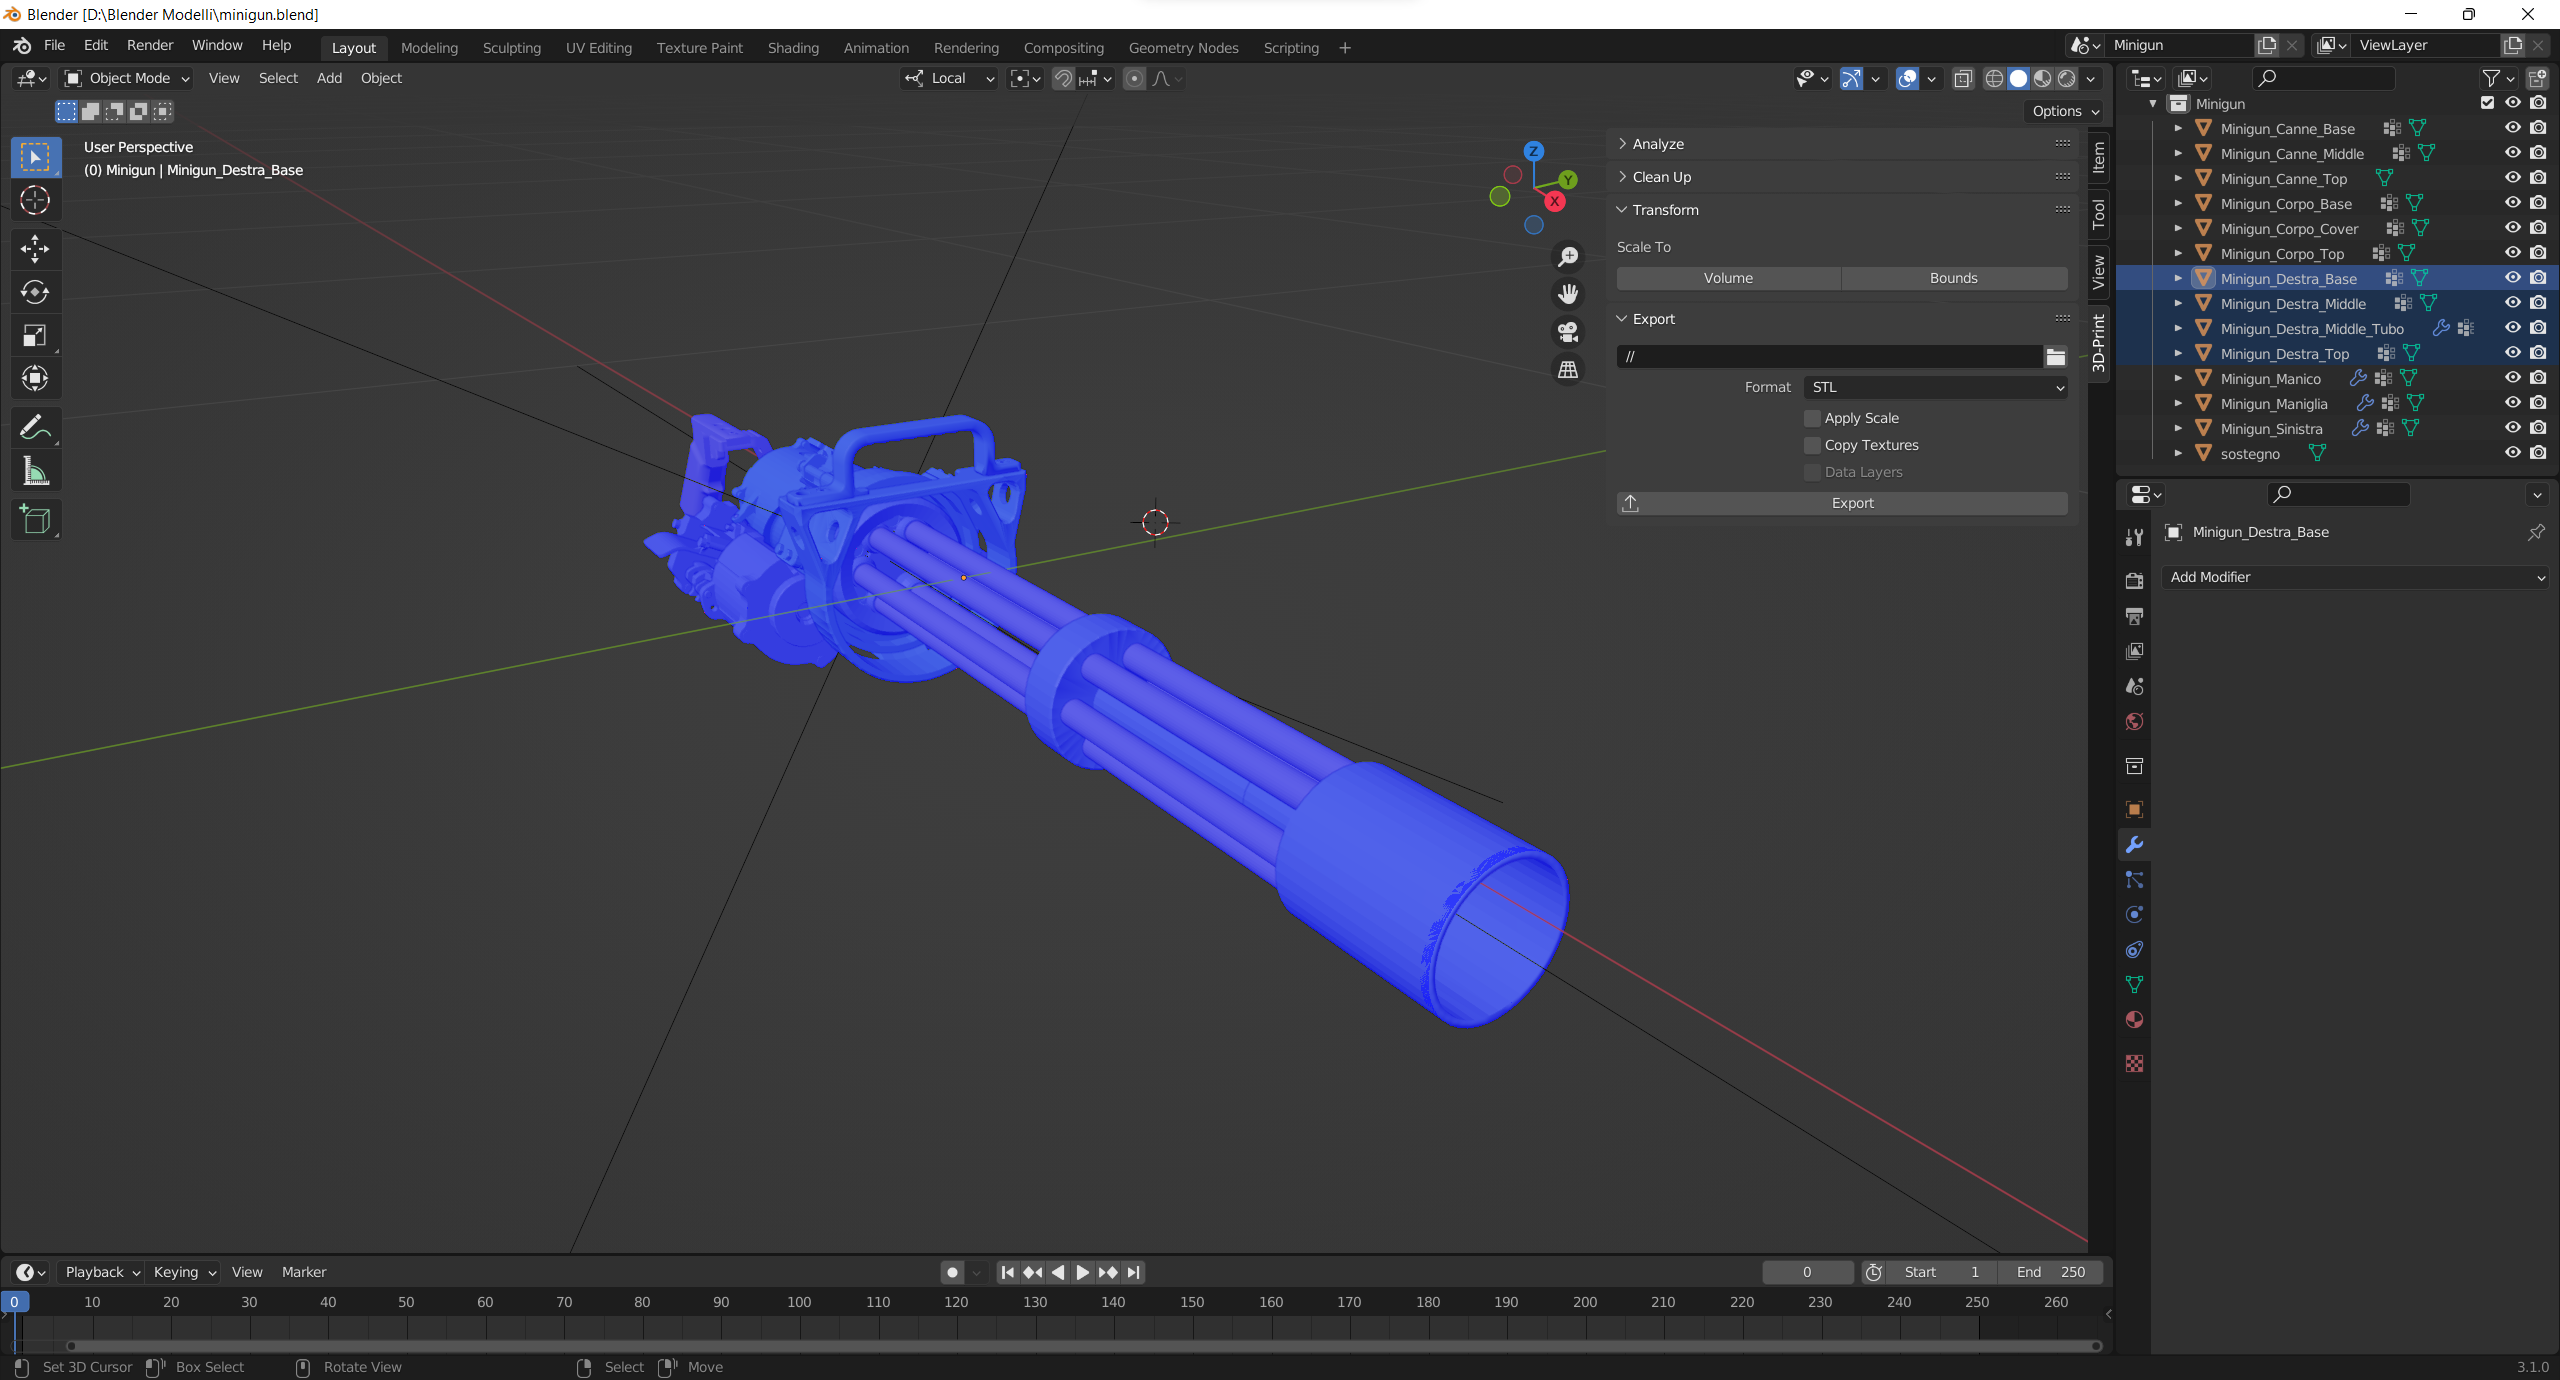 Blender [D:\Blender Modelli\minigun.blend]
File Edit Render Window Help Layout Modeling Sculpting UV Editing Texture Paint Shading Animation Rendering Compositing Geometry Nodes Scripting + Minigun ViewLayer
Object Mode View Select Add Object Local
Options
User Perspective
(0) Minigun | Minigun_Destra_Base
Z
Y
X
Analyze
Clean Up
Transform
Scale To
Volume Bounds
Export
//
Format STL
Apply Scale
Copy Textures
Data Layers
Export
Item
Tool
View
3D-Print
Minigun
Minigun_Canne_Base
Minigun_Canne_Middle
Minigun_Canne_Top
Minigun_Corpo_Base
Minigun_Corpo_Cover
Minigun_Corpo_Top
Minigun_Destra_Base
Minigun_Destra_Middle
Minigun_Destra_Middle_Tubo
Minigun_Destra_Top
Minigun_Manico
Minigun_Maniglia
Minigun_Sinistra
sostegno
Minigun_Destra_Base
Add Modifier
Playback Keying View Marker 0 Start 1 End 250
0 10 20 30 40 50 60 70 80 90 100 110 120 130 140 150 160 170 180 190 200 210 220 230 240 250 260
Set 3D Cursor Box Select Rotate View Select Move 3.1.0